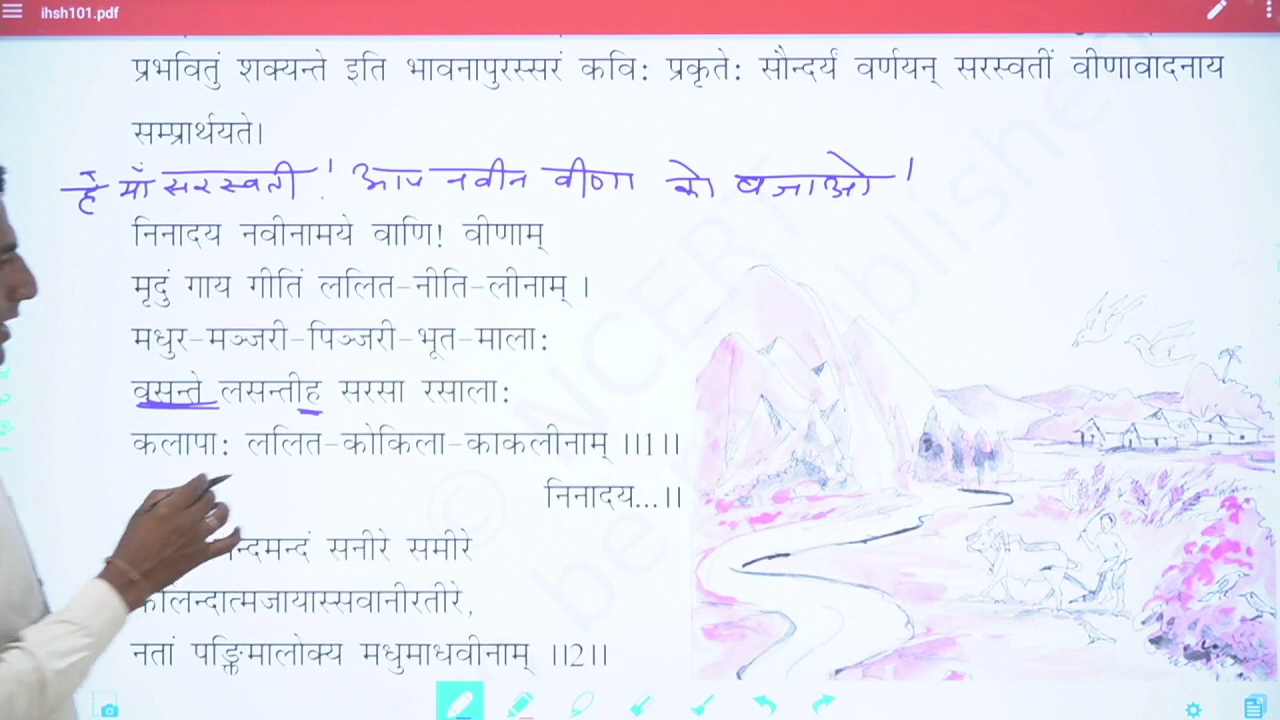 ihsh101.pdf
प्रभवितुं शक्यन्ते इति भावनापुरस्सरं कविः प्रकृतेः सौन्दर्यं वर्णयन् सरस्वतीं वीणावादनाय
सम्प्रार्थयते।
हे माँ सरस्वती! आप नवीन वीणा को बजाओ।
निनादय नवीनामये वाणि! वीणाम्
मृदुं गाय गीतिं ललित-नीति-लीनाम् ।
मधुर-मञ्जरी-पिञ्जरी-भूत-मालाः
वसन्ते लसन्तीह सरसा रसालाः
कलापाः ललित-कोकिला-काकलीनाम् ।।1।।
निनादय...।।
सनीरे समीरे
कलिन्दात्मजायास्सवानीरतीरे,
नतां पङ्क्तिमालोक्य मधुमाधवीनाम् ।।2।।